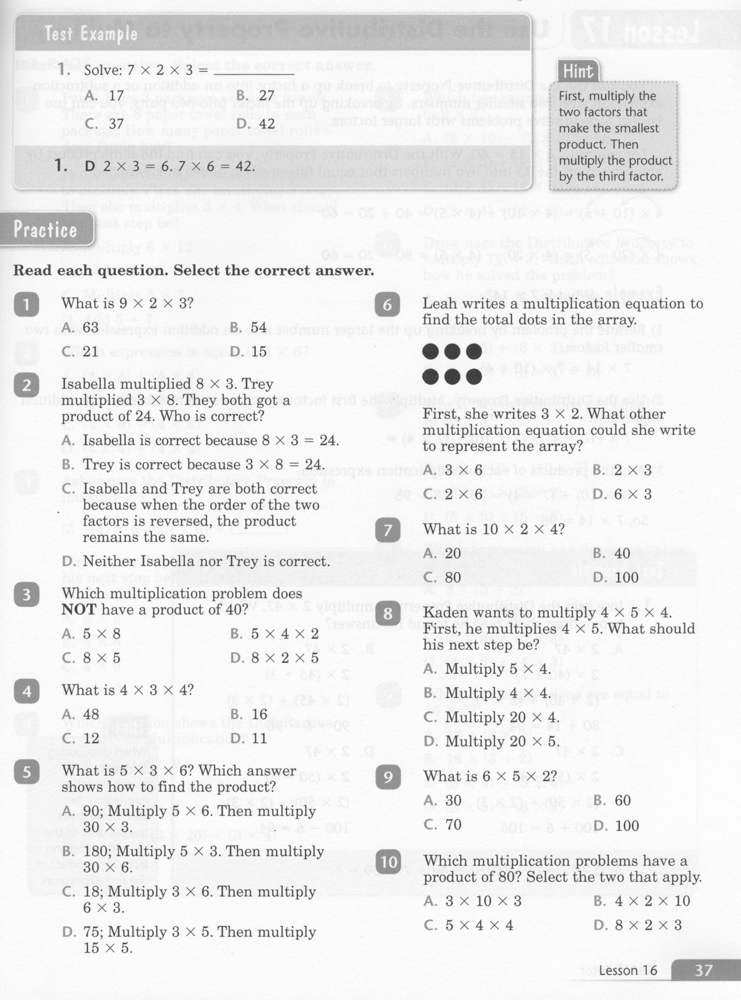 Test Example
1. Solve: 7 × 2 × 3 = ____________
A. 17 B. 27
C. 37 D. 42
1. D 2 × 3 = 6. 7 × 6 = 42.
Hint
First, multiply the
two factors that
make the smallest
product. Then
multiply the product
by the third factor.
Practice
Read each question. Select the correct answer.
1 What is 9 × 2 × 3?
A. 63 B. 54
C. 21 D. 15
2 Isabella multiplied 8 × 3. Trey
multiplied 3 × 8. They both got a
product of 24. Who is correct?
A. Isabella is correct because 8 × 3 = 24.
B. Trey is correct because 3 × 8 = 24.
C. Isabella and Trey are both correct
because when the order of the two
factors is reversed, the product
remains the same.
D. Neither Isabella nor Trey is correct.
3 Which multiplication problem does
NOT have a product of 40?
A. 5 × 8 B. 5 × 4 × 2
C. 8 × 5 D. 8 × 2 × 5
4 What is 4 × 3 × 4?
A. 48 B. 16
C. 12 D. 11
5 What is 5 × 3 × 6? Which answer
shows how to find the product?
A. 90; Multiply 5 × 6. Then multiply
30 × 3.
B. 180; Multiply 5 × 3. Then multiply
30 × 6.
C. 18; Multiply 3 × 6. Then multiply
6 × 3.
D. 75; Multiply 3 × 5. Then multiply
15 × 5.
6 Leah writes a multiplication equation to
find the total dots in the array.
First, she writes 3 × 2. What other
multiplication equation could she write
to represent the array?
A. 3 × 6 B. 2 × 3
C. 2 × 6 D. 6 × 3
7 What is 10 × 2 × 4?
A. 20 B. 40
C. 80 D. 100
8 Kaden wants to multiply 4 × 5 × 4.
First, he multiplies 4 × 5. What should
his next step be?
A. Multiply 5 × 4.
B. Multiply 4 × 4.
C. Multiply 20 × 4.
D. Multiply 20 × 5.
9 What is 6 × 5 × 2?
A. 30 B. 60
C. 70 D. 100
10 Which multiplication problems have a
product of 80? Select the two that apply.
A. 3 × 10 × 3 B. 4 × 2 × 10
C. 5 × 4 × 4 D. 8 × 2 × 3
Lesson 16 37